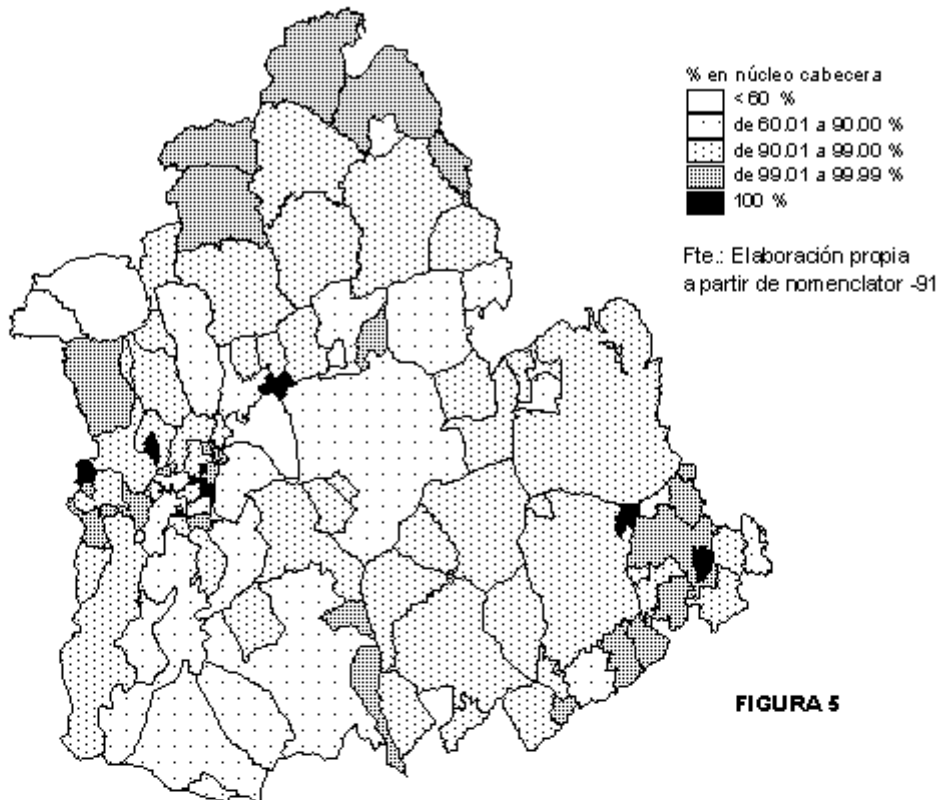 % en núcleo cabecera
<60 %
de 60.01 a 90.00 %
de 90.01 a 99.00 %
de 99.01 a 99.99 %
100 %
Fte.: Elaboración propia
a partir de nomenclator -91
FIGURA 5